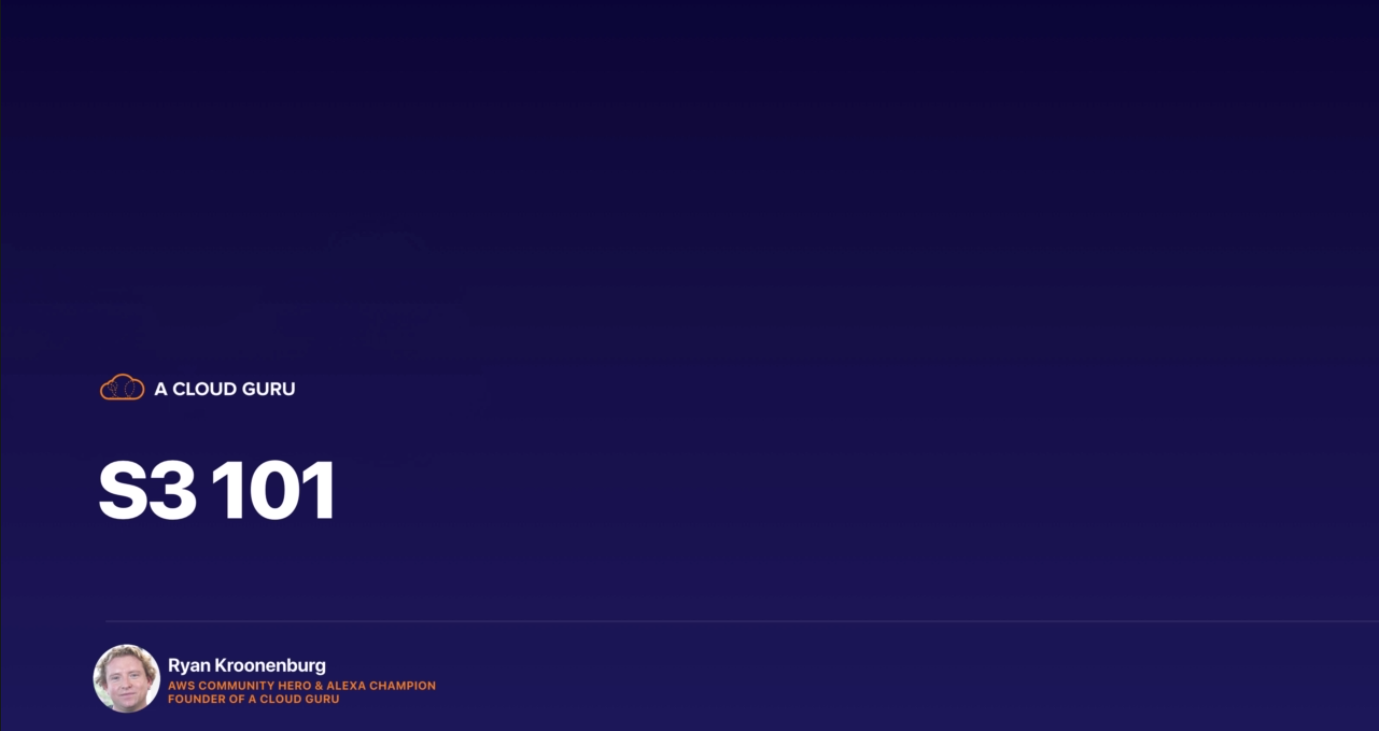 A CLOUD GURU
S3 101
Ryan Kroonenburg
AWS COMMUNITY HERO & ALEXA CHAMPION
FOUNDER OF A CLOUD GURU